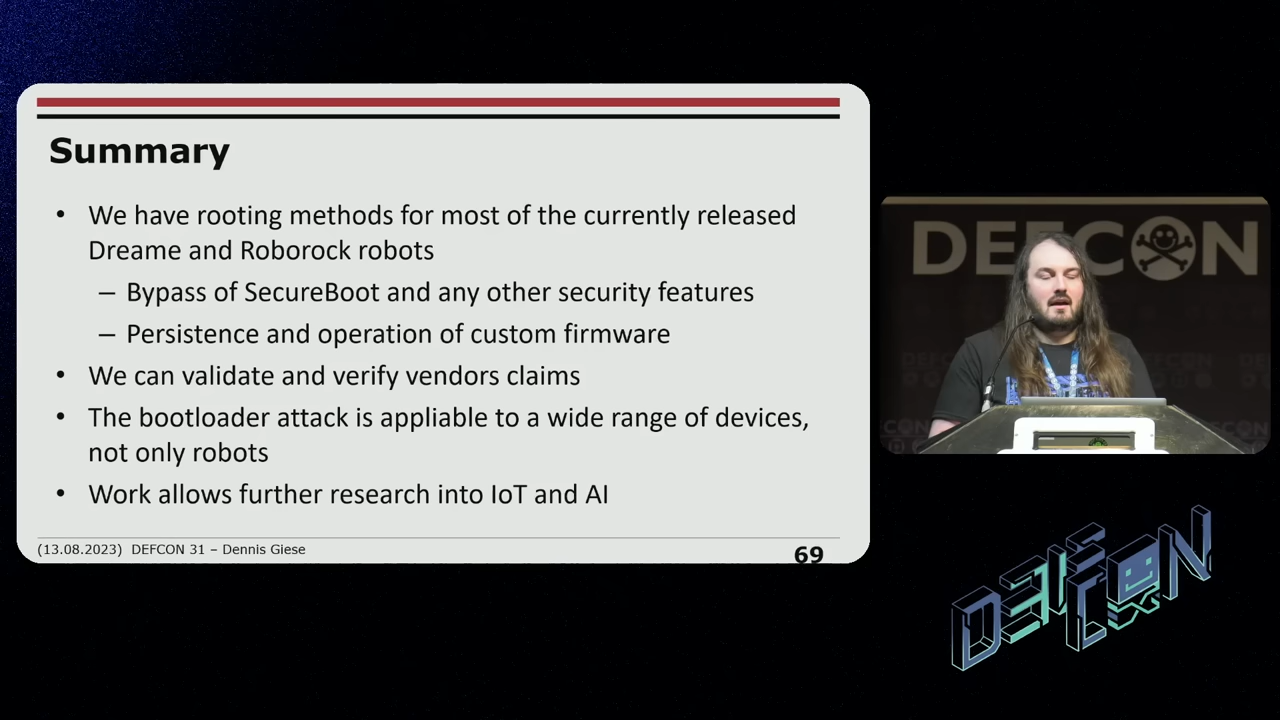 Summary
• We have rooting methods for most of the currently released
Dreame and Roborock robots
– Bypass of SecureBoot and any other security features
– Persistence and operation of custom firmware
• We can validate and verify vendors claims
• The bootloader attack is appliable to a wide range of devices,
not only robots
• Work allows further research into IoT and AI
(13.08.2023) DEFCON 31 – Dennis Giese
69
DEFCON
DEFCON